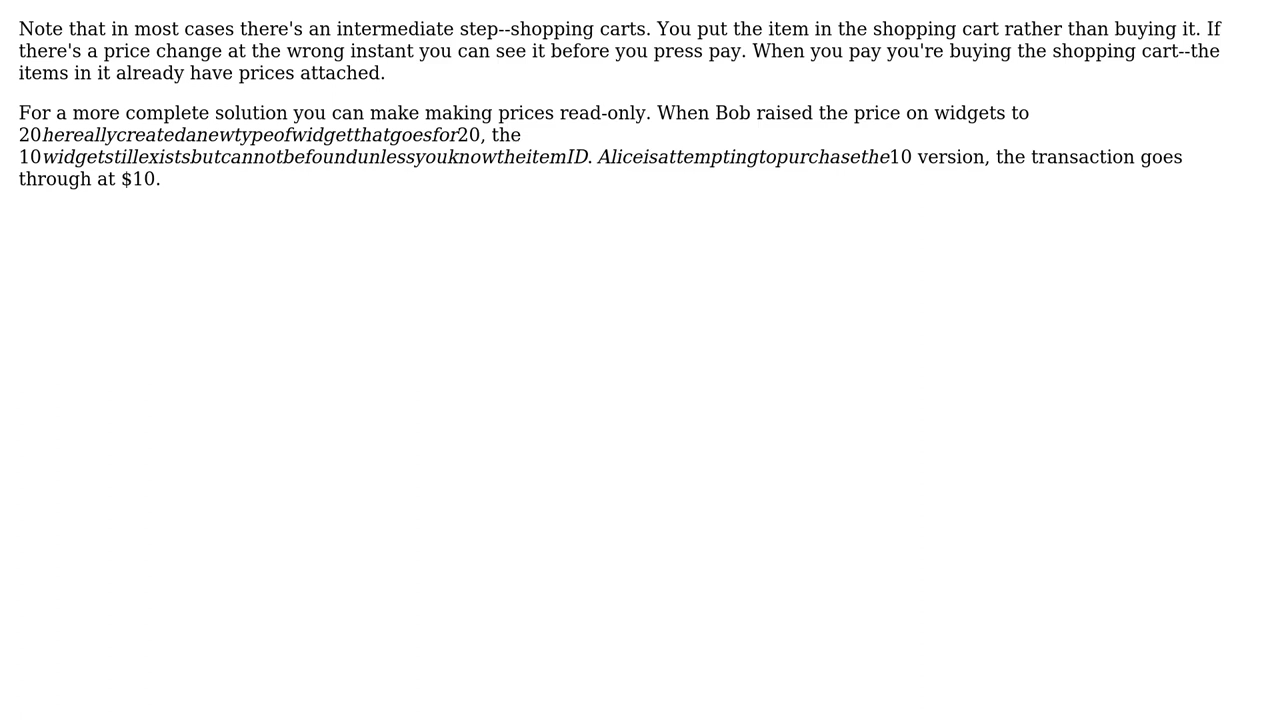 Note that in most cases there's an intermediate step--shopping carts. You put the item in the shopping cart rather than buying it. If
there's a price change at the wrong instant you can see it before you press pay. When you pay you're buying the shopping cart--the
items in it already have prices attached.
For a more complete solution you can make making prices read-only. When Bob raised the price on widgets to
20hereallycreatedanewtypeofwidgetthatgoesfor20, the
10widgetstillexistsbutcannotbefoundunlessyouknowtheitemID. Aliceisattemptingtopurchasethe10 version, the transaction goes
through at $10.